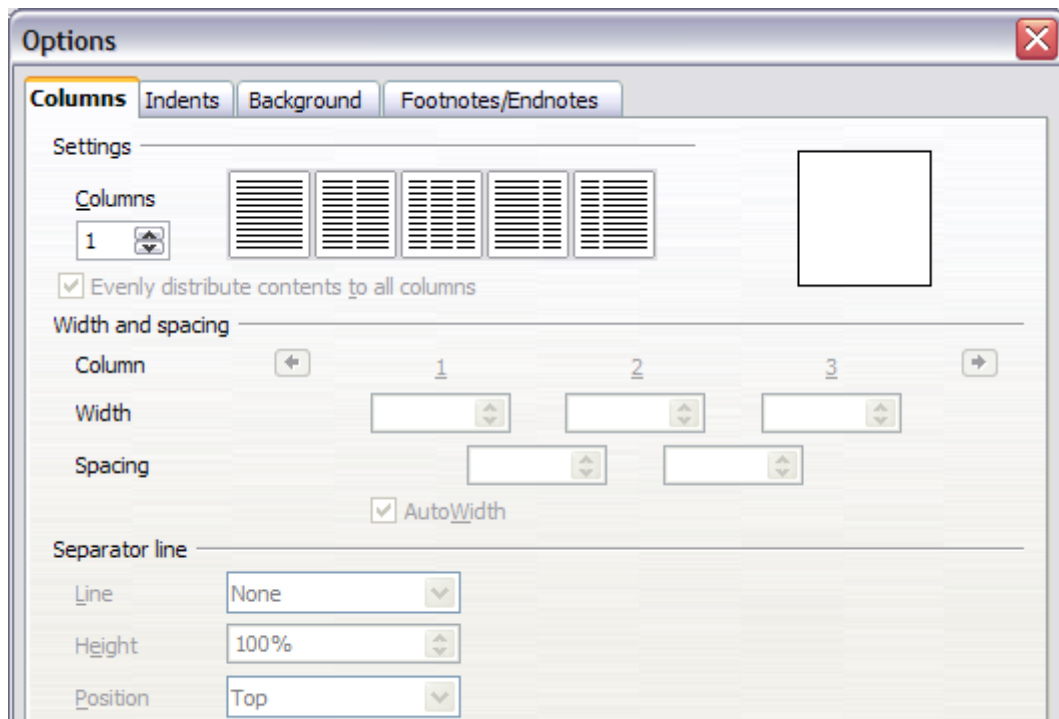 Options
Columns Indents Background Footnotes/Endnotes
Settings
Columns
1
Evenly distribute contents to all columns
Width and spacing
Column 1 2 3
Width
Spacing
AutoWidth
Separator line
Line None
Height 100%
Position Top